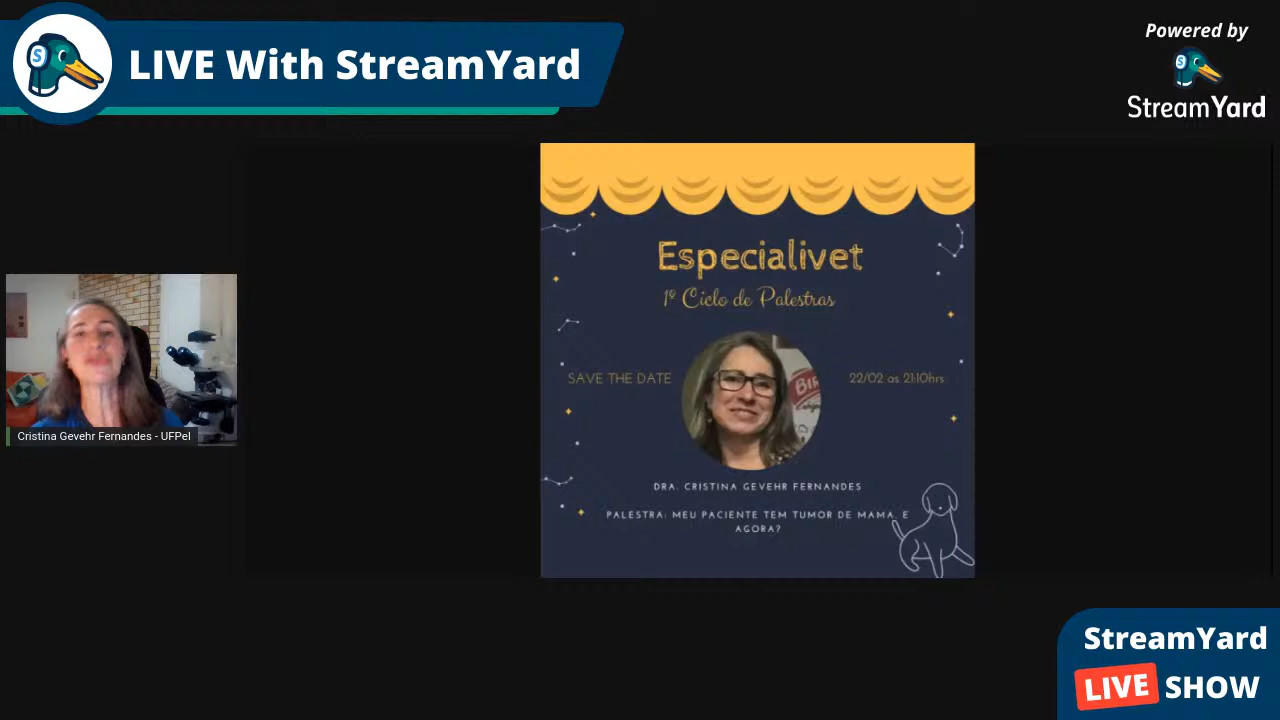 LIVE With StreamYard
Powered by
StreamYard
Especialivet
1º Ciclo de Palestras
SAVE THE DATE
22/02 as 21:10hrs
BIR
DRA. CRISTINA GEVEHR FERNANDES
PALESTRA: MEU PACIENTE TEM TUMOR DE MAMA, E
AGORA?
Cristina Gevehr Fernandes - UFPel
StreamYard
LIVE SHOW